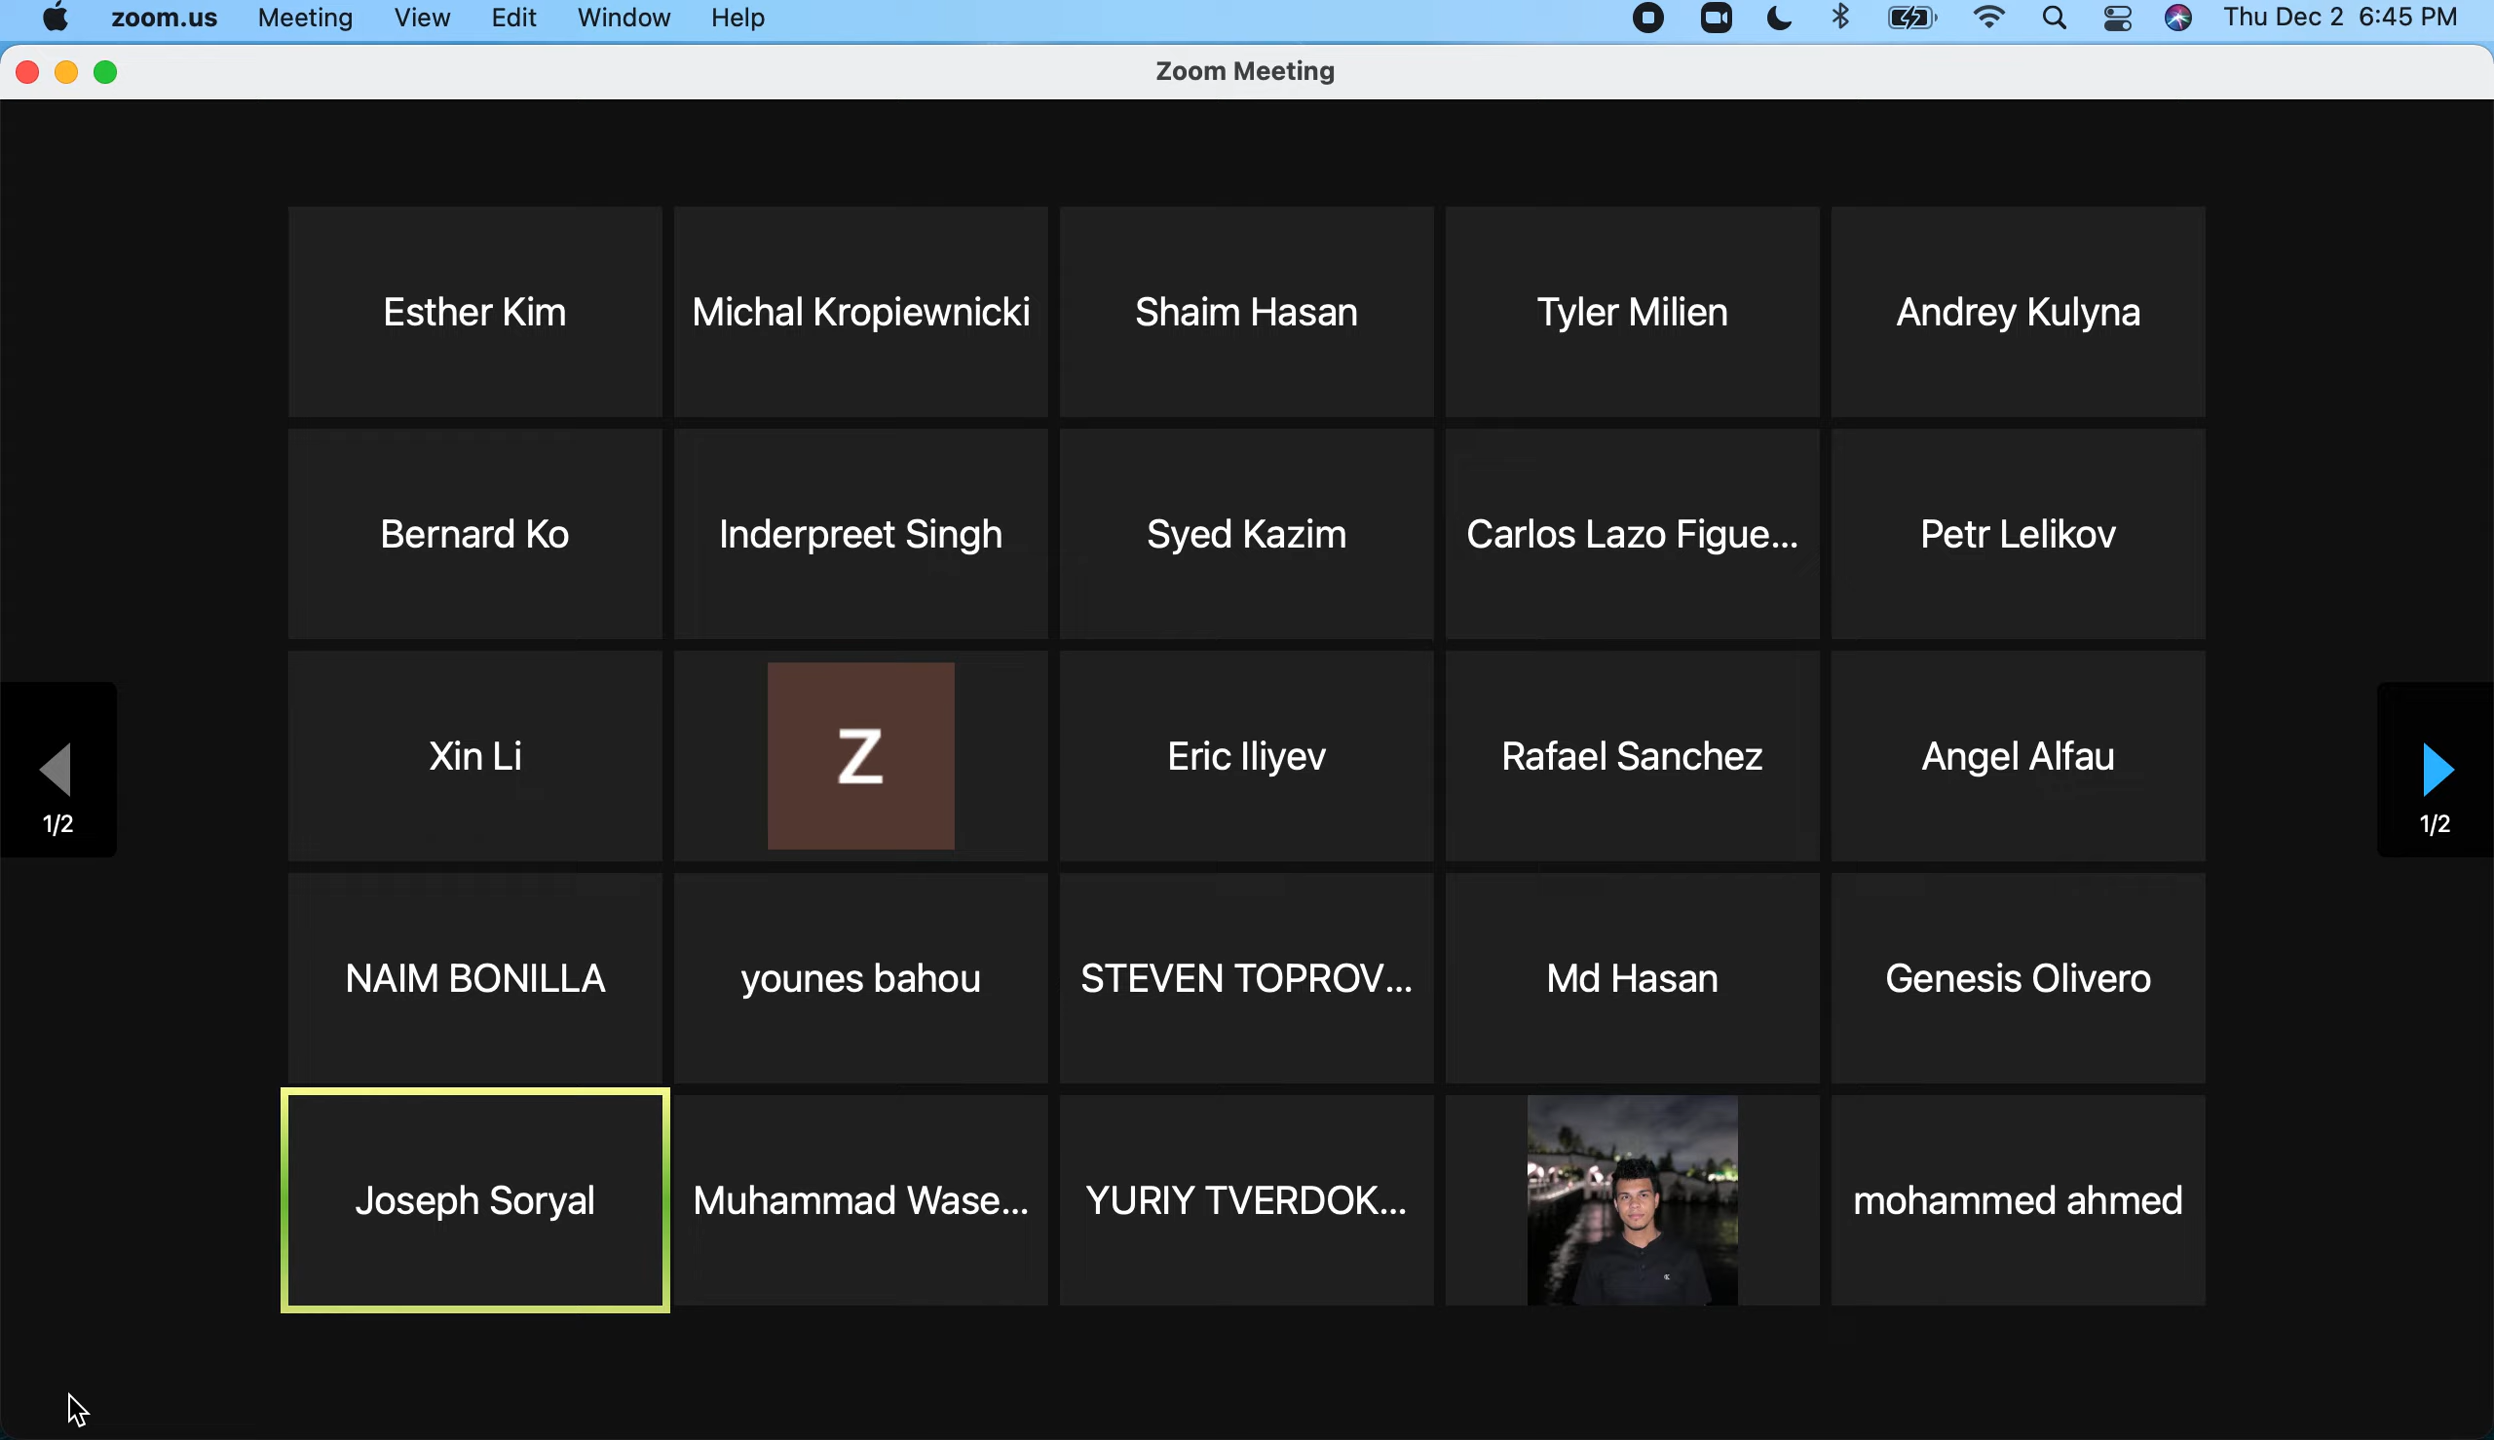 zoom.us Meeting View Edit Window Help Thu Dec 2 6:45 PM
Zoom Meeting
Esther Kim Michal Kropiewnicki Shaim Hasan Tyler Milien Andrey Kulyna
Bernard Ko Inderpreet Singh Syed Kazim Carlos Lazo Figue... Petr Lelikov
Xin Li Z Eric Iliyev Rafael Sanchez Angel Alfau
1/2 1/2
NAIM BONILLA younes bahou STEVEN TOPROV... Md Hasan Genesis Olivero
Joseph Soryal Muhammad Wase... YURIY TVERDOK... mohammed ahmed